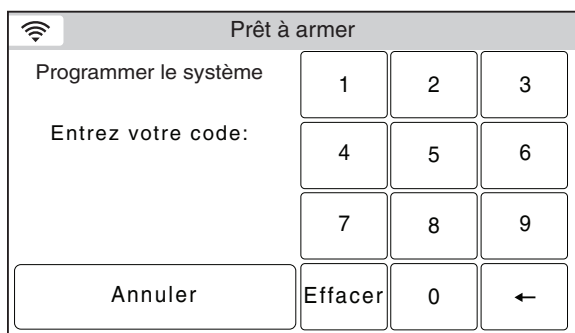 Prêt à armer
Programmer le système
Entrez votre code:
1 2 3
4 5 6
7 8 9
Annuler Effacer 0 ←